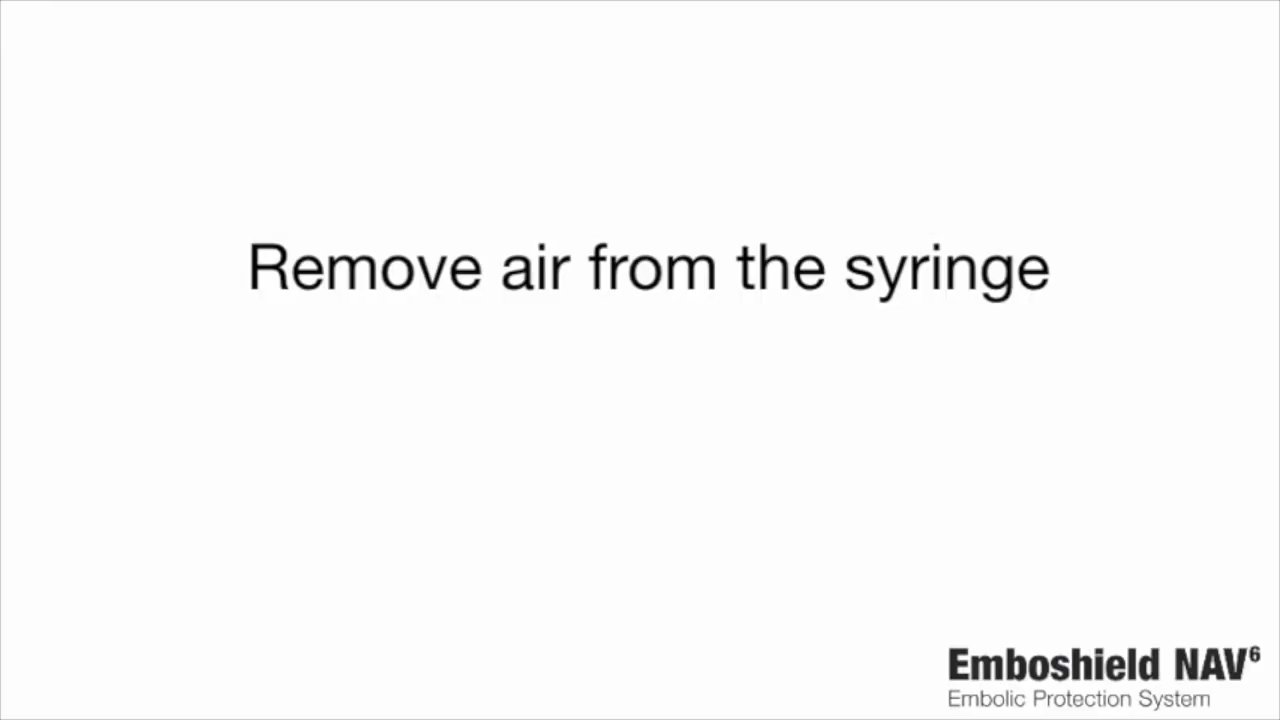 Remove air from the syringe
Emboshield NAV⁶
Embolic Protection System